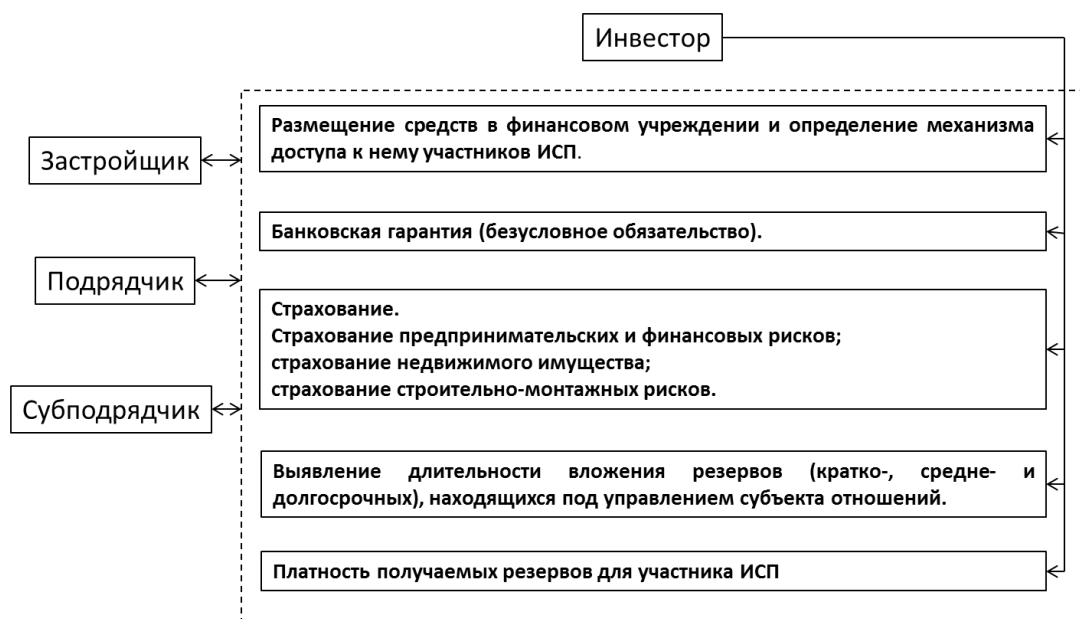 Инвестор
Размещение средств в финансовом учреждении и определение механизма
доступа к нему участников ИСП.
Застройщик
Банковская гарантия (безусловное обязательство).
Подрядчик
Страхование.
Страхование предпринимательских и финансовых рисков;
страхование недвижимого имущества;
страхование строительно-монтажных рисков.
Субподрядчик
Выявление длительности вложения резервов (кратко-, средне- и
долгосрочных), находящихся под управлением субъекта отношений.
Платность получаемых резервов для участника ИСП